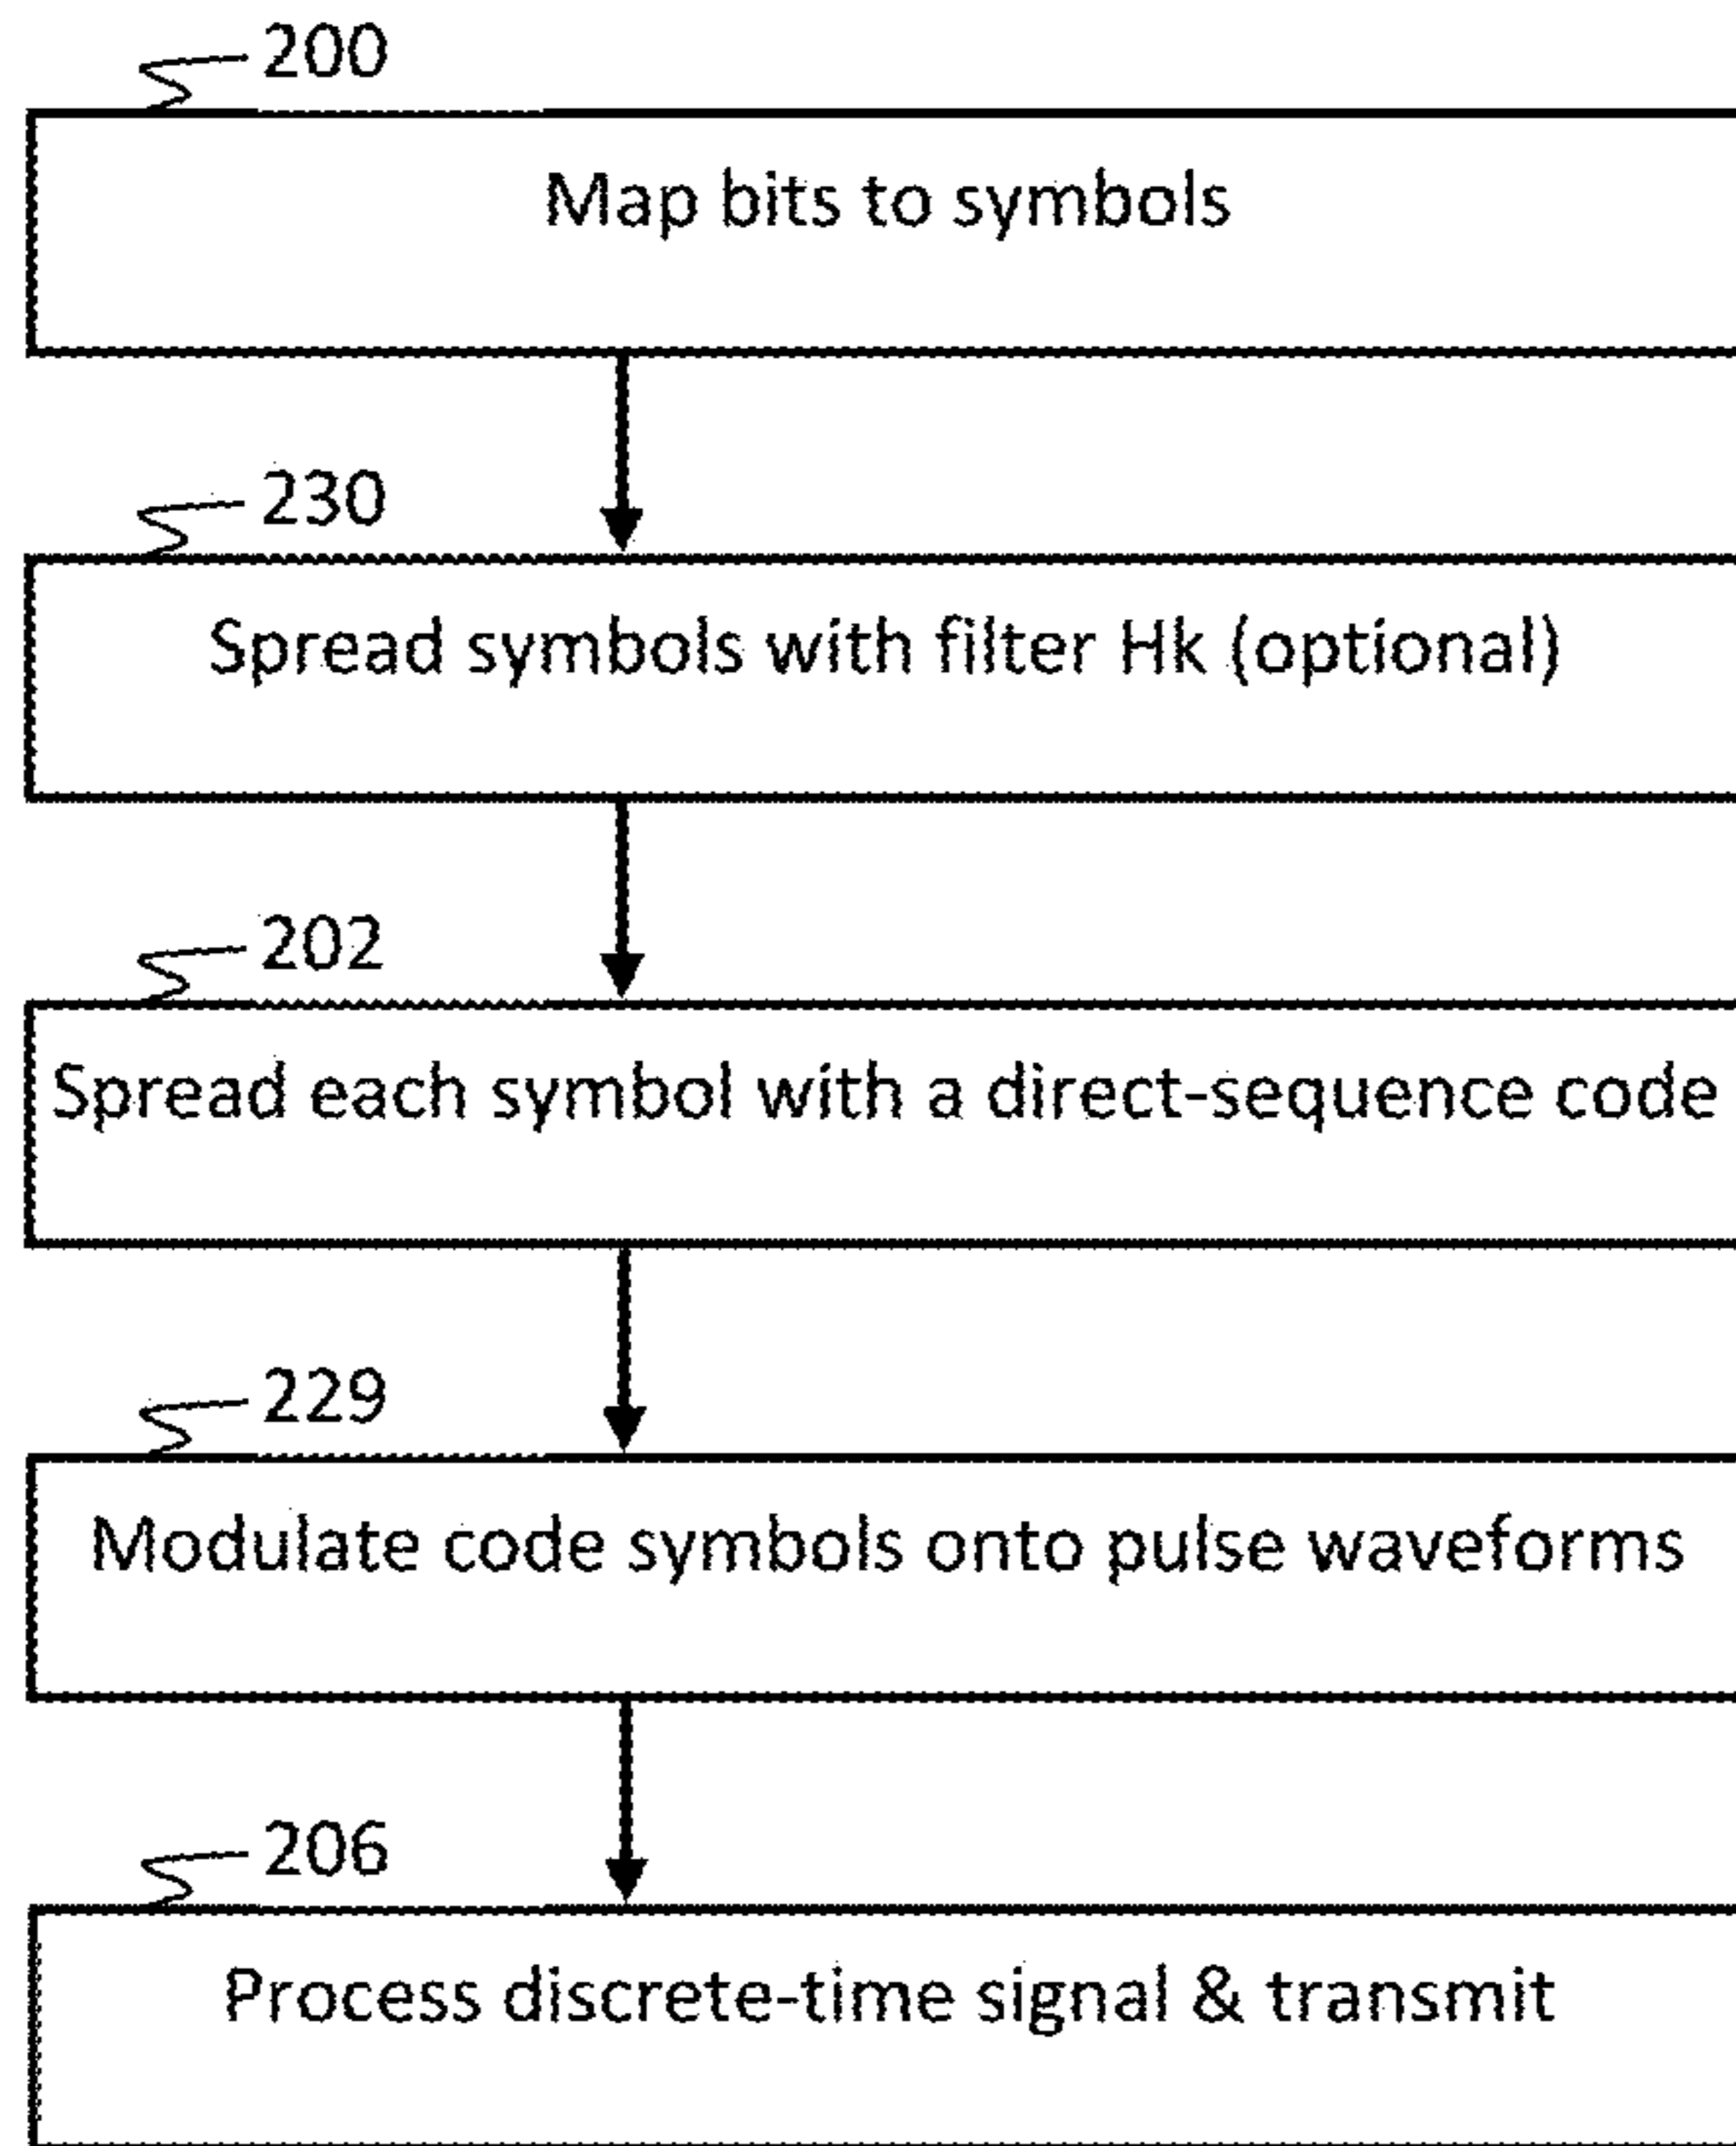 200
Map bits to symbols
230
Spread symbols with filter Hk (optional)
202
Spread each symbol with a direct-sequence code
229
Modulate code symbols onto pulse waveforms
206
Process discrete-time signal & transmit